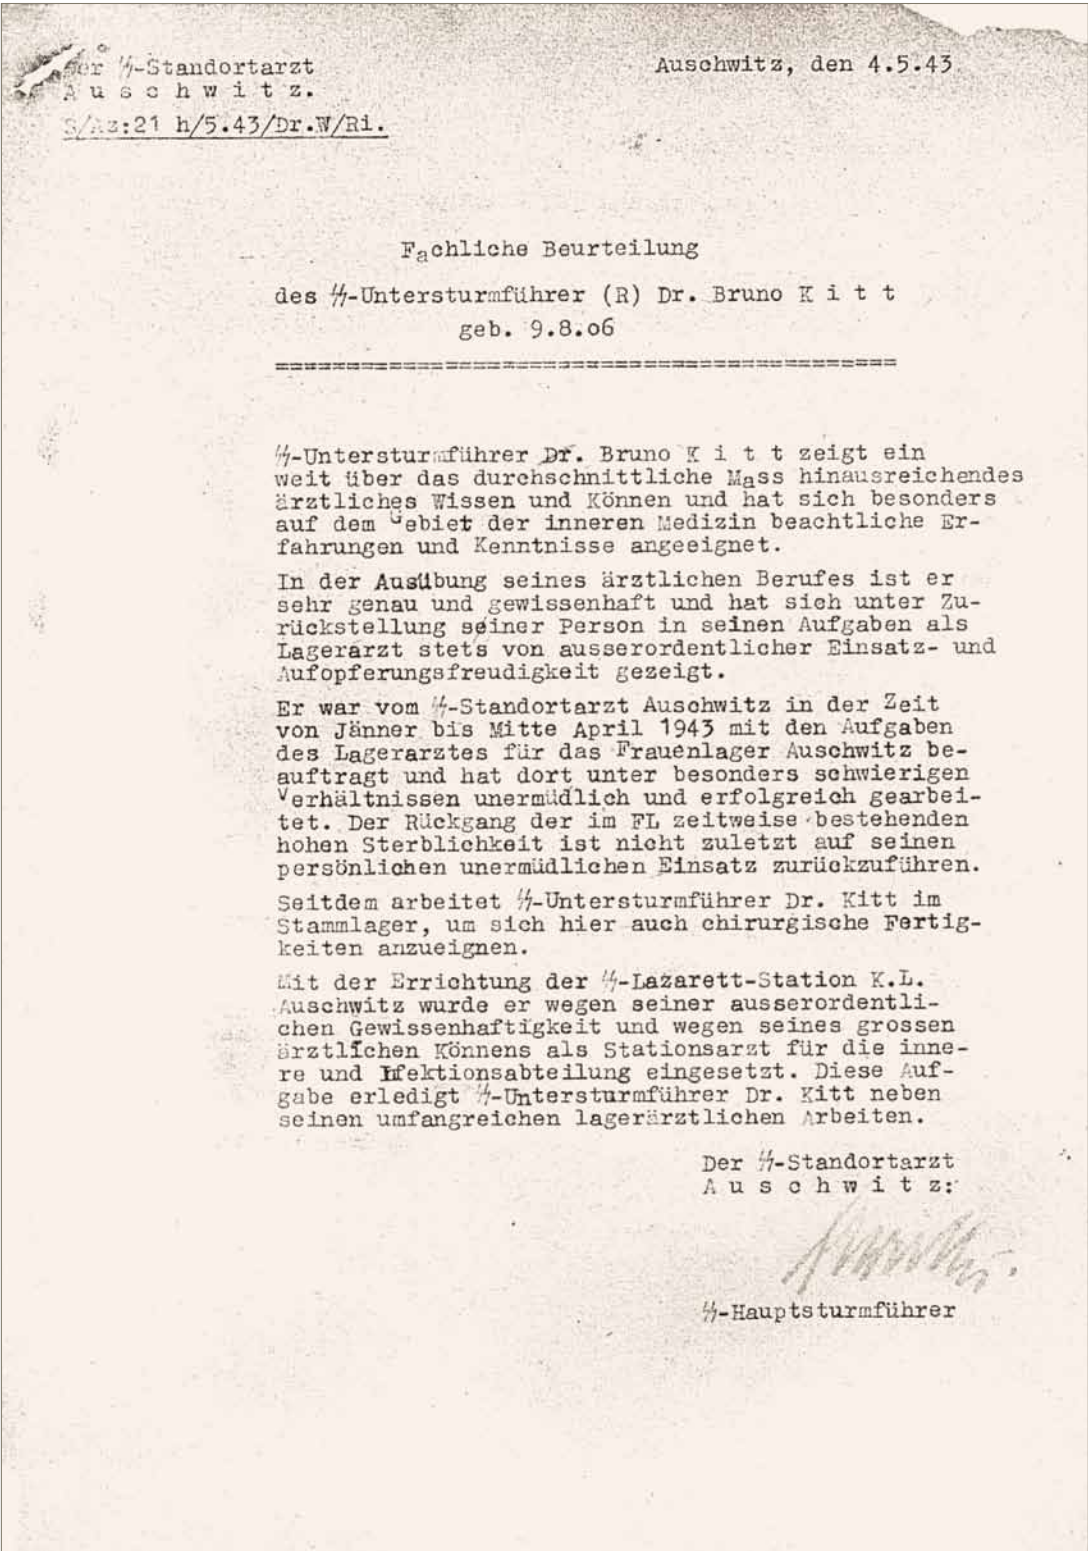 Der SS-Standortarzt
A u s c h w i t z.
S/Az:21 h/5.43/Dr.W/Ri.
Auschwitz, den 4.5.43
Fachliche Beurteilung
des SS-Untersturmführer (R) Dr. Bruno K i t t
geb. 9.8.06
============================================
SS-Untersturmführer Dr. Bruno K i t t zeigt ein
weit über das durchschnittliche Mass hinausreichendes
ärztliches Wissen und Können und hat sich besonders
auf dem Gebiet der inneren Medizin beachtliche Er-
fahrungen und Kenntnisse angeeignet.
In der Ausübung seines ärztlichen Berufes ist er
sehr genau und gewissenhaft und hat sich unter Zu-
rückstellung seiner Person in seinen Aufgaben als
Lagerarzt stets von ausserordentlicher Einsatz- und
Aufopferungsfreudigkeit gezeigt.
Er war vom SS-Standortarzt Auschwitz in der Zeit
von Jänner bis Mitte April 1943 mit den Aufgaben
des Lagerarztes für das Frauenlager Auschwitz be-
auftragt und hat dort unter besonders schwierigen
Verhältnissen unermüdlich und erfolgreich gearbei-
tet. Der Rückgang der im FL zeitweise bestehenden
hohen Sterblichkeit ist nicht zuletzt auf seinen
persönlichen unermüdlichen Einsatz zurückzuführen.
Seitdem arbeitet SS-Untersturmführer Dr. Kitt im
Stammlager, um sich hier auch chirurgische Fertig-
keiten anzueignen.
Mit der Errichtung der SS-Lazarett-Station K.L.
Auschwitz wurde er wegen seiner ausserordentli-
chen Gewissenhaftigkeit und wegen seines grossen
ärztlichen Könnens als Stationsarzt für die inne-
re und Infektionsabteilung eingesetzt. Diese Auf-
gabe erledigt SS-Untersturmführer Dr. Kitt neben
seinen umfangreichen lagerärztlichen Arbeiten.
Der SS-Standortarzt
A u s c h w i t z:
SS-Hauptsturmführer